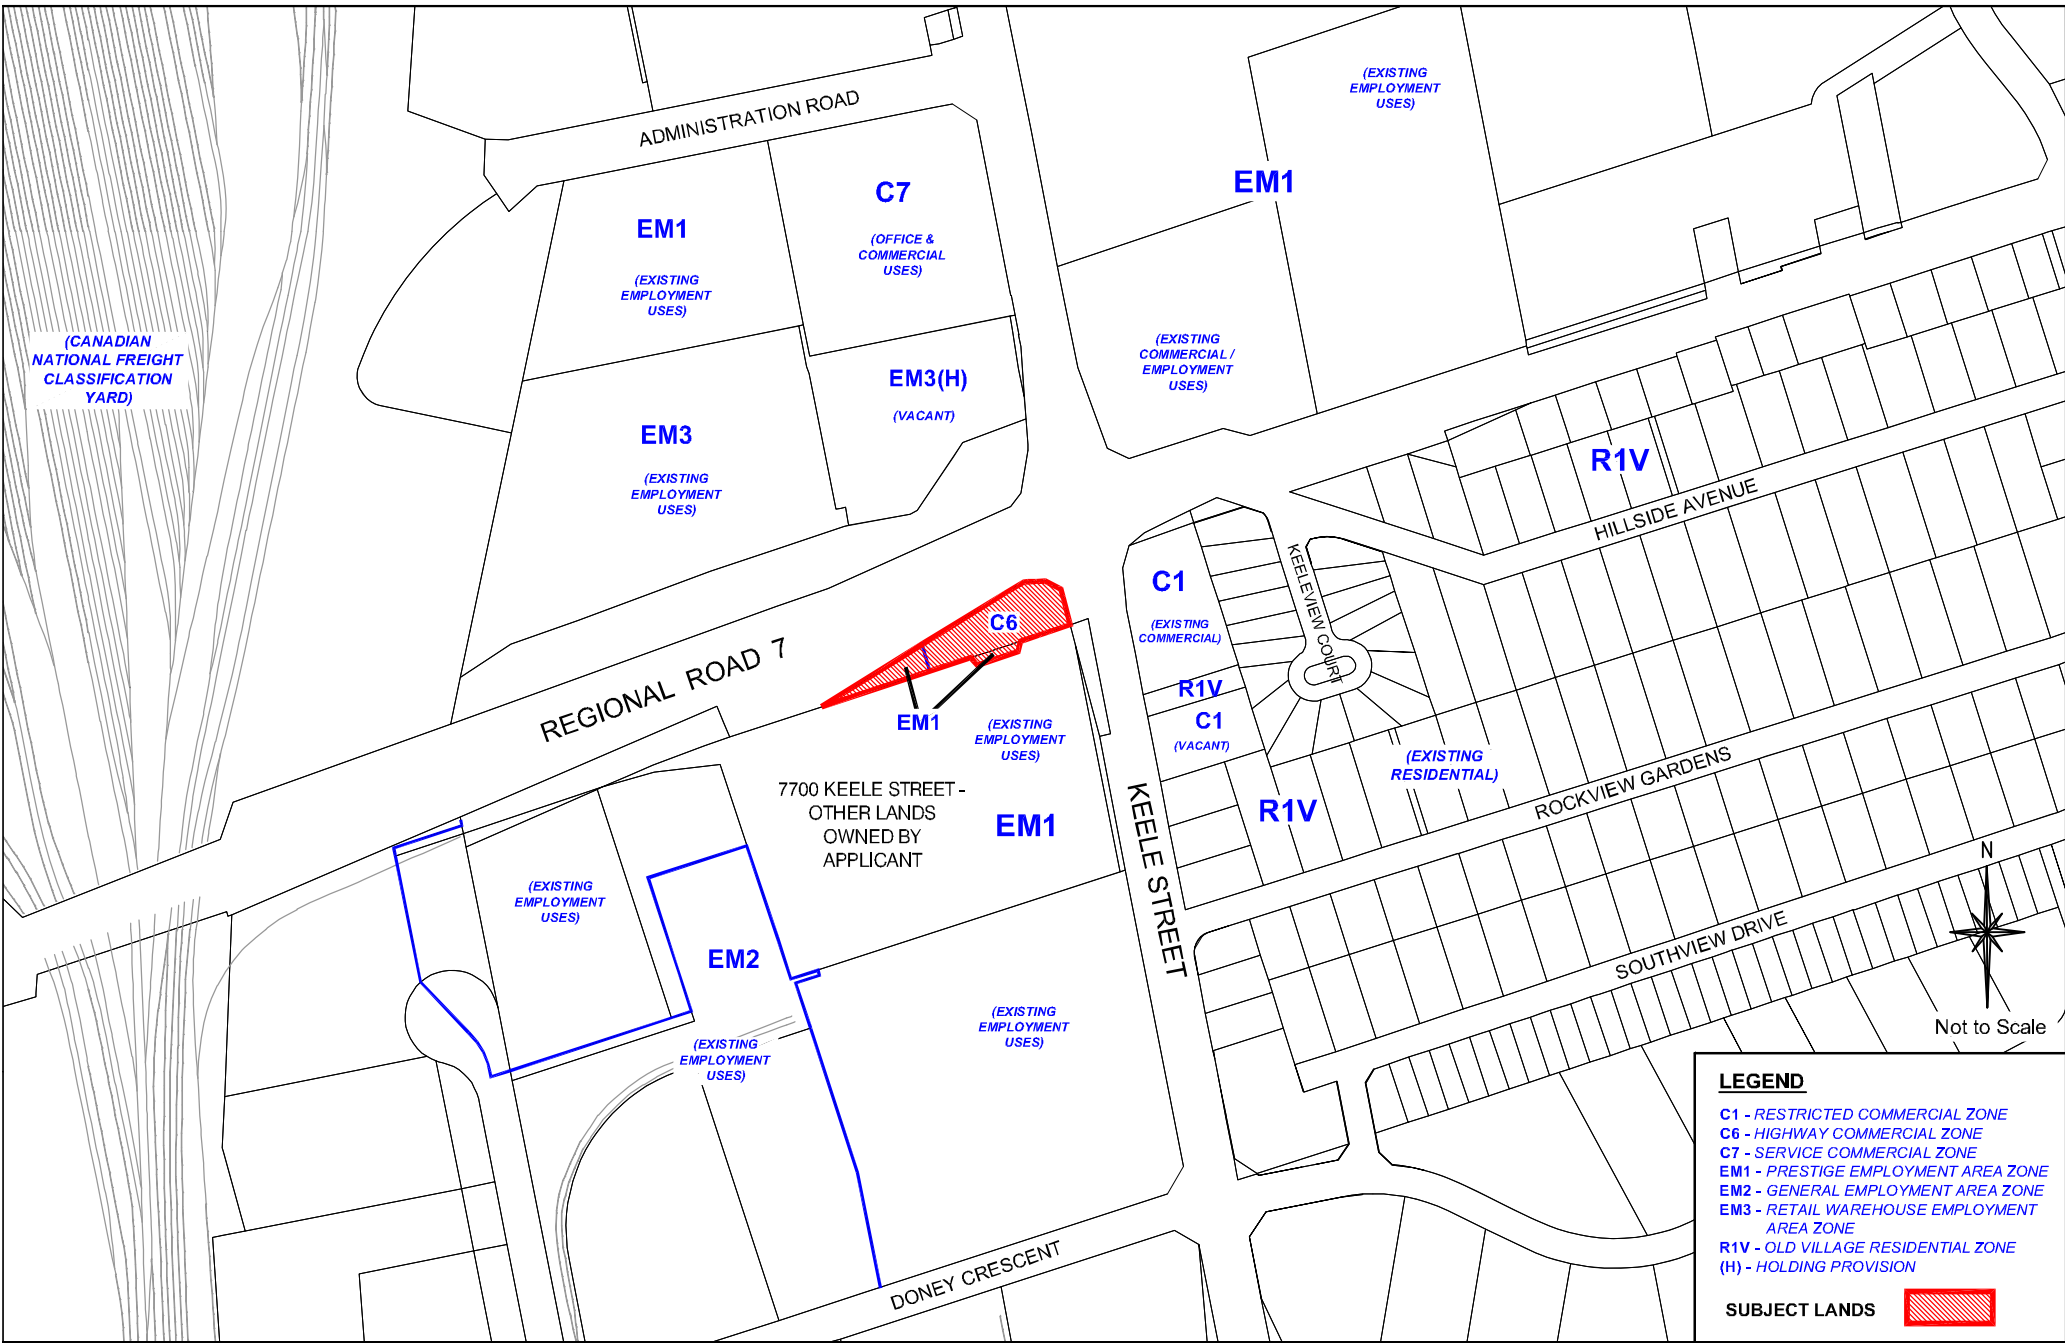 (EXISTING
EMPLOYMENT
USES)
ADMINISTRATION ROAD
EM1
C7
(OFFICE &
COMMERCIAL
USES)
EM1
(EXISTING
EMPLOYMENT
USES)
(CANADIAN
NATIONAL FREIGHT
CLASSIFICATION
YARD)
(EXISTING
COMMERCIAL /
EMPLOYMENT
USES)
EM3(H)
(VACANT)
EM3
(EXISTING
EMPLOYMENT
USES)
R1V
HILLSIDE AVENUE
C1
(EXISTING
COMMERCIAL)
KEELEVIEW COURT
C6
REGIONAL ROAD 7
R1V
C1
(VACANT)
EM1
(EXISTING
EMPLOYMENT
USES)
(EXISTING
RESIDENTIAL)
7700 KEELE STREET -
OTHER LANDS
OWNED BY
APPLICANT
EM1
KEELE STREET
R1V
ROCKVIEW GARDENS
(EXISTING
EMPLOYMENT
USES)
EM2
SOUTHVIEW DRIVE
N
Not to Scale
(EXISTING
EMPLOYMENT
USES)
(EXISTING
EMPLOYMENT
USES)
DONEY CRESCENT
LEGEND
C1 - RESTRICTED COMMERCIAL ZONE
C6 - HIGHWAY COMMERCIAL ZONE
C7 - SERVICE COMMERCIAL ZONE
EM1 - PRESTIGE EMPLOYMENT AREA ZONE
EM2 - GENERAL EMPLOYMENT AREA ZONE
EM3 - RETAIL WAREHOUSE EMPLOYMENT
AREA ZONE
R1V - OLD VILLAGE RESIDENTIAL ZONE
(H) - HOLDING PROVISION
SUBJECT LANDS